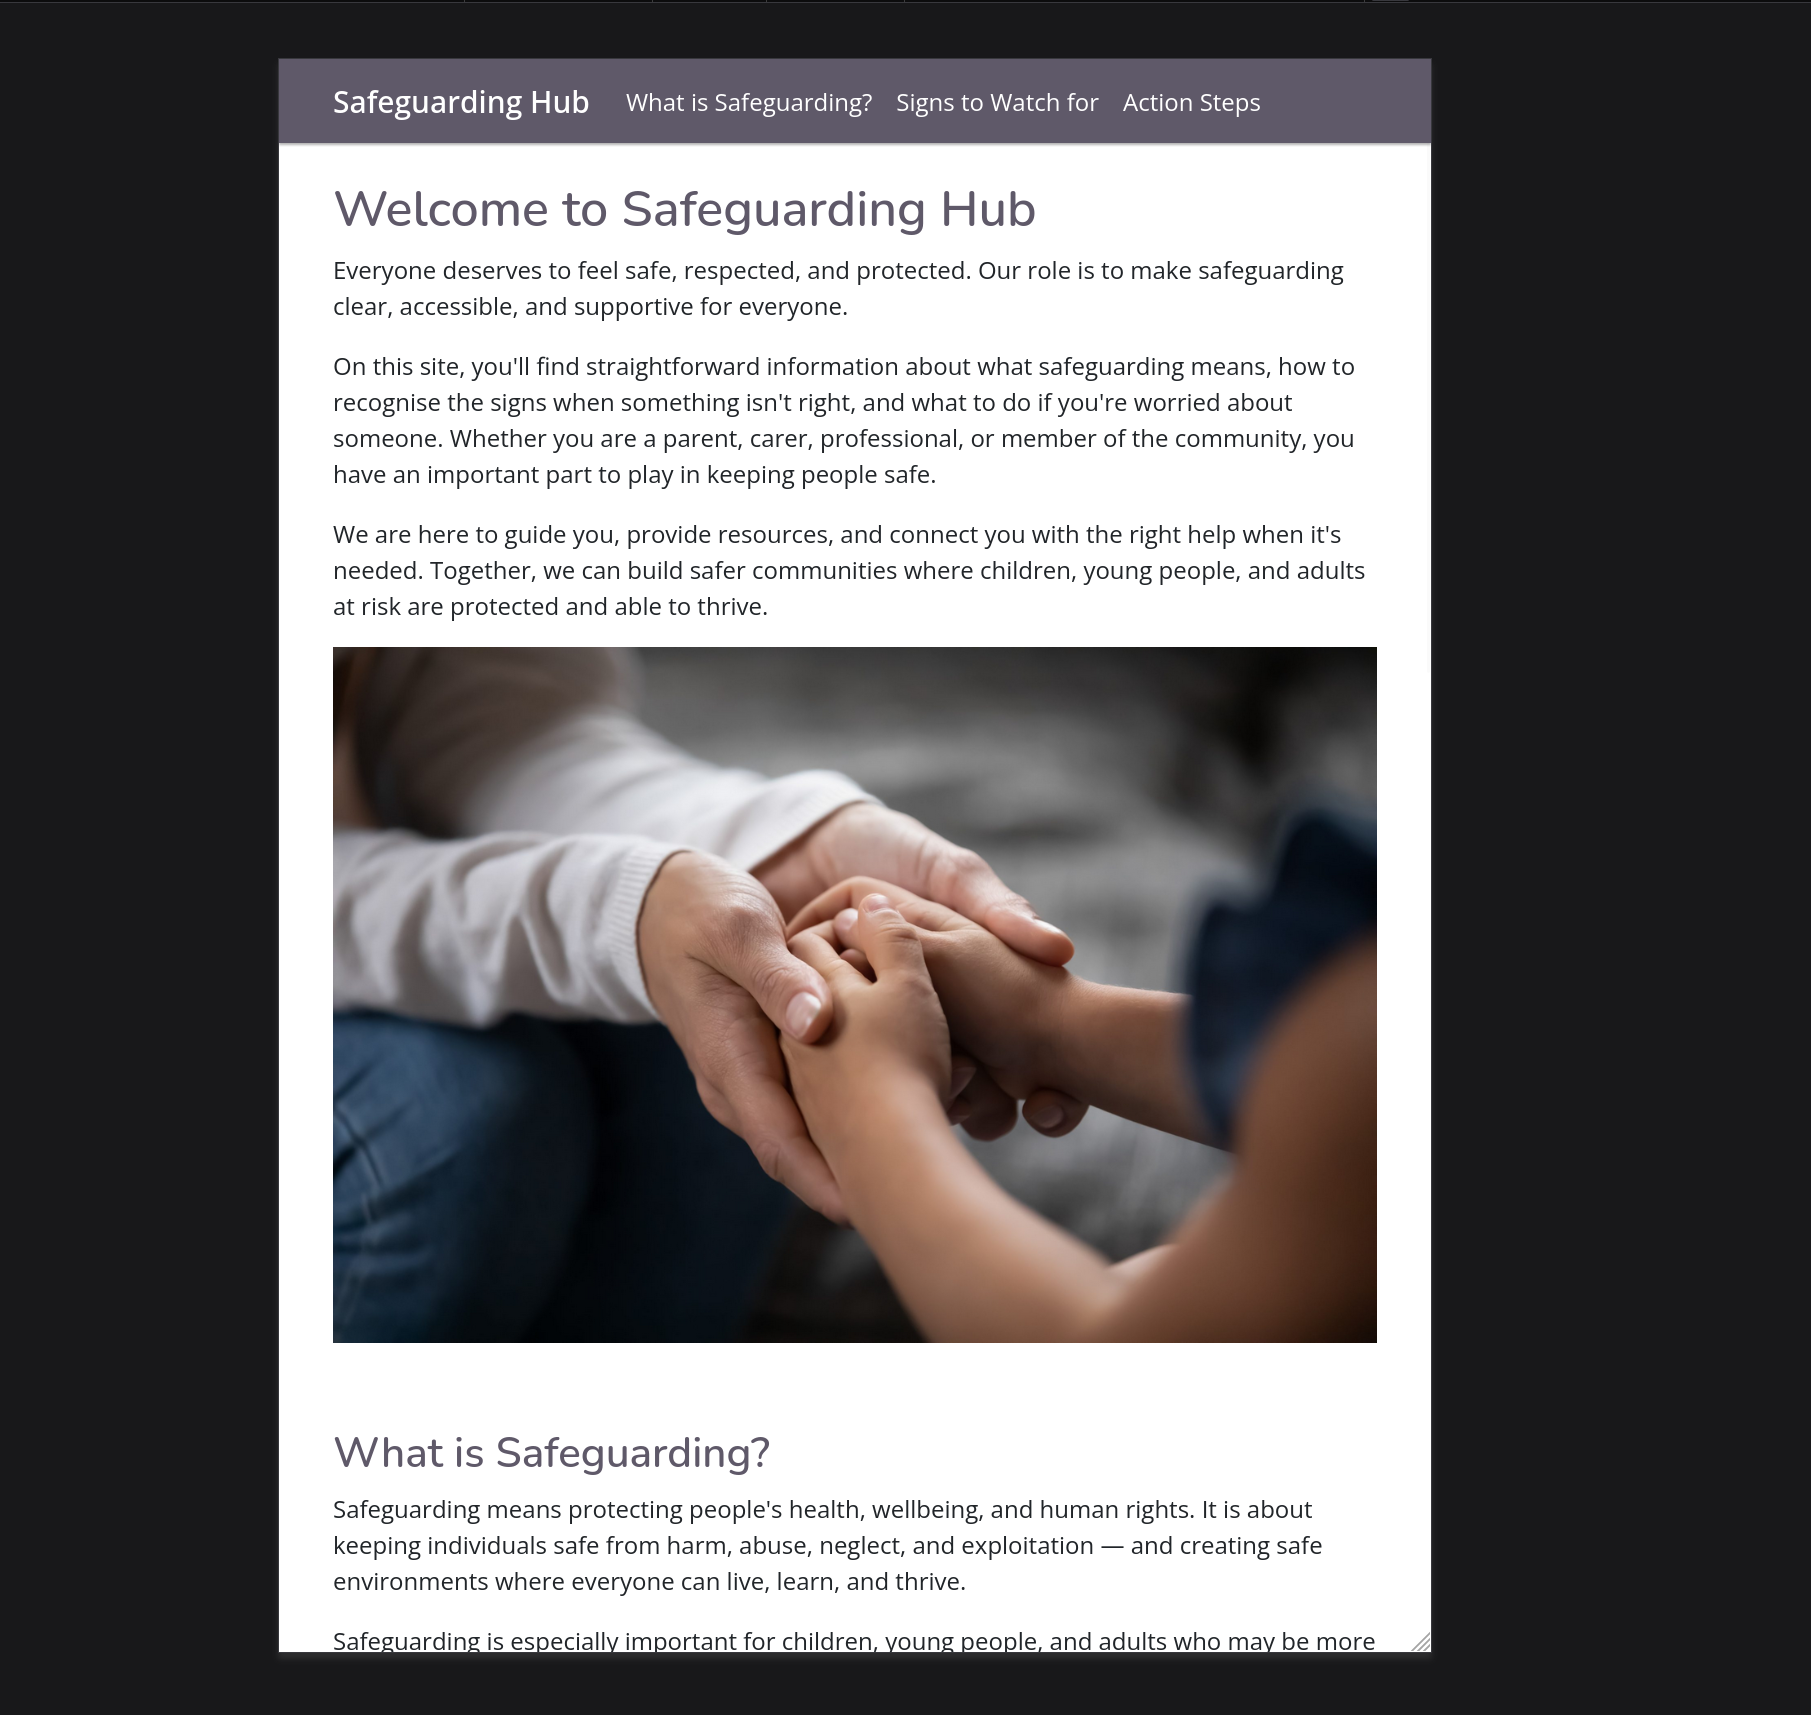 Safeguarding Hub What is Safeguarding? Signs to Watch for Action Steps
Welcome to Safeguarding Hub
Everyone deserves to feel safe, respected, and protected. Our role is to make safeguarding
clear, accessible, and supportive for everyone.
On this site, you'll find straightforward information about what safeguarding means, how to
recognise the signs when something isn't right, and what to do if you're worried about
someone. Whether you are a parent, carer, professional, or member of the community, you
have an important part to play in keeping people safe.
We are here to guide you, provide resources, and connect you with the right help when it's
needed. Together, we can build safer communities where children, young people, and adults
at risk are protected and able to thrive.
What is Safeguarding?
Safeguarding means protecting people's health, wellbeing, and human rights. It is about
keeping individuals safe from harm, abuse, neglect, and exploitation — and creating safe
environments where everyone can live, learn, and thrive.
Safeguarding is especially important for children, young people, and adults who may be more